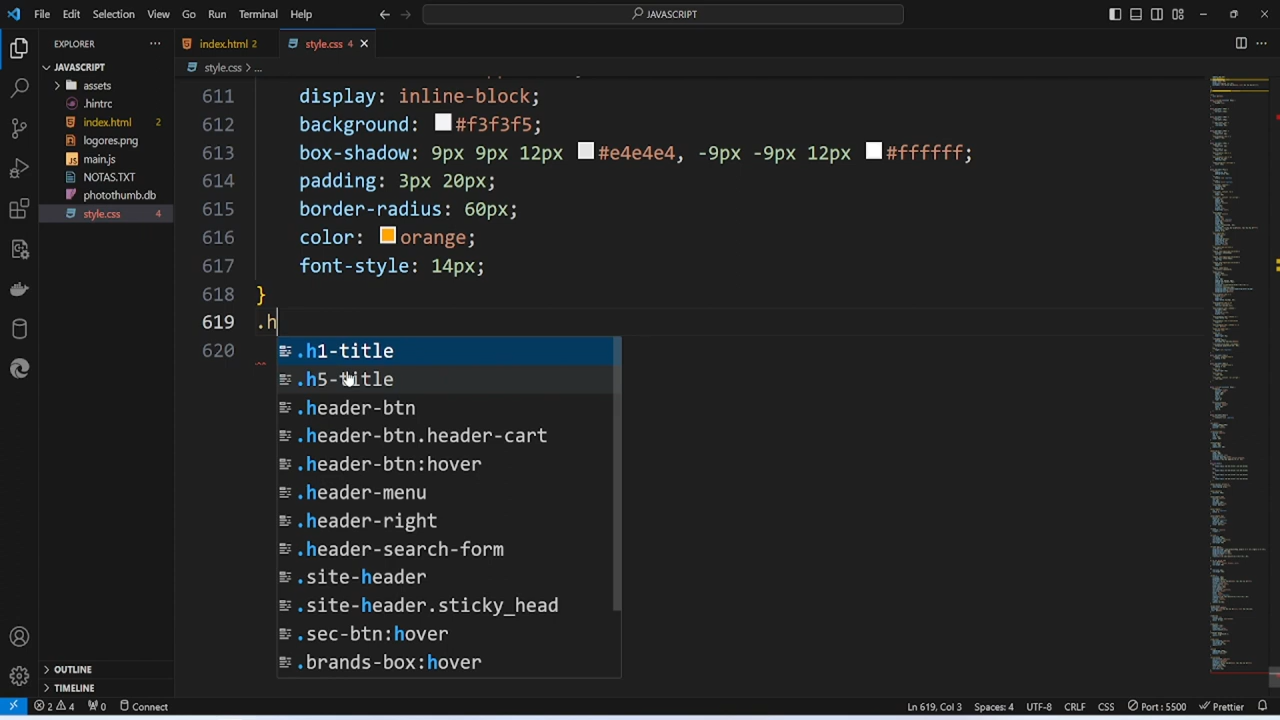 File Edit Selection View Go Run Terminal Help
JAVASCRIPT
EXPLORER
index.html 2
style.css 4
JAVASCRIPT
style.css > ...
assets
.hintrc
index.html 2
logores.png
main.js
NOTAS.TXT
photothumb.db
style.css 4
611 display: inline-block;
612 background: #f3f3f5;
613 box-shadow: 9px 9px 12px #e4e4e4, -9px -9px 12px #ffffff;
614 padding: 3px 20px;
615 border-radius: 60px;
616 color: orange;
617 font-style: 14px;
618 }
619 .h
620
.h1-title
.h5-title
.header-btn
.header-btn.header-cart
.header-btn:hover
.header-menu
.header-right
.header-search-form
.site-header
.site-header.sticky_head
.sec-btn:hover
.brands-box:hover
OUTLINE
TIMELINE
2 4 0 Connect
Ln 619, Col 3 Spaces: 4 UTF-8 CRLF CSS Port : 5500 Prettier